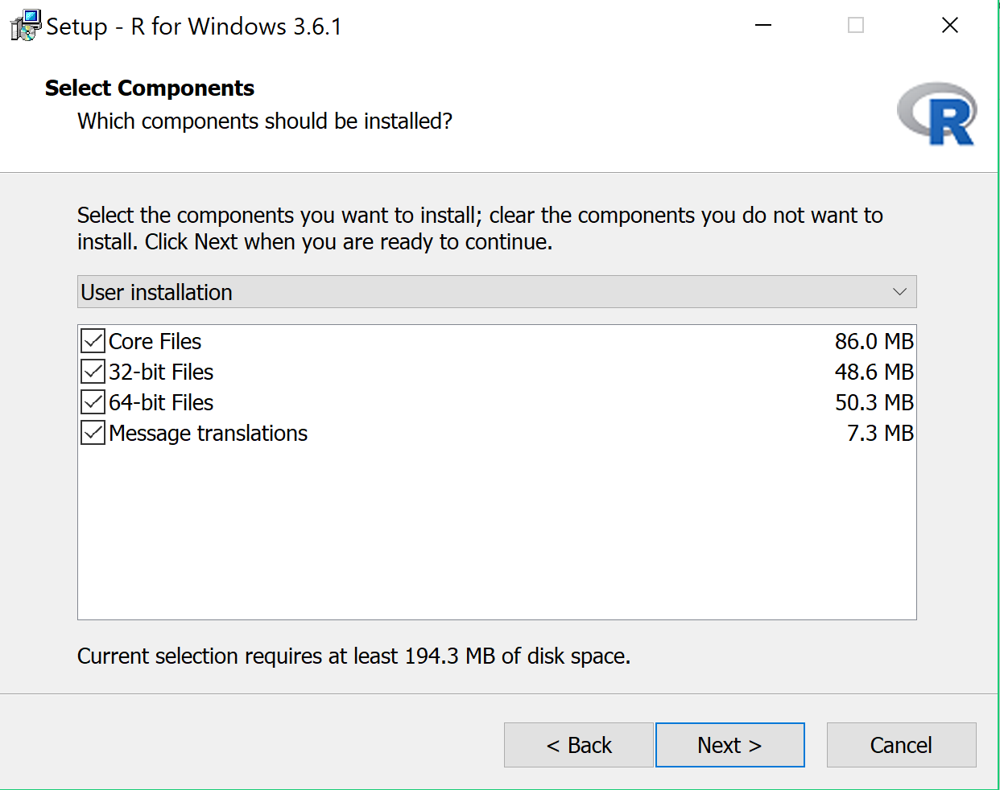 Setup - R for Windows 3.6.1
Select Components
Which components should be installed?
R
Select the components you want to install; clear the components you do not want to
install. Click Next when you are ready to continue.
User installation
Core Files 86.0 MB
32-bit Files 48.6 MB
64-bit Files 50.3 MB
Message translations 7.3 MB
Current selection requires at least 194.3 MB of disk space.
< Back Next > Cancel